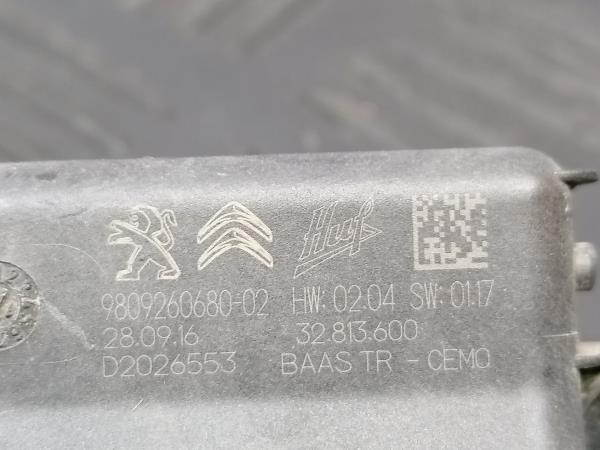 Huf
9809260680-02 HW: 02.04 SW: 01.17
28.09.16 32.813.600
D2026553 BAAS TR - CEMO